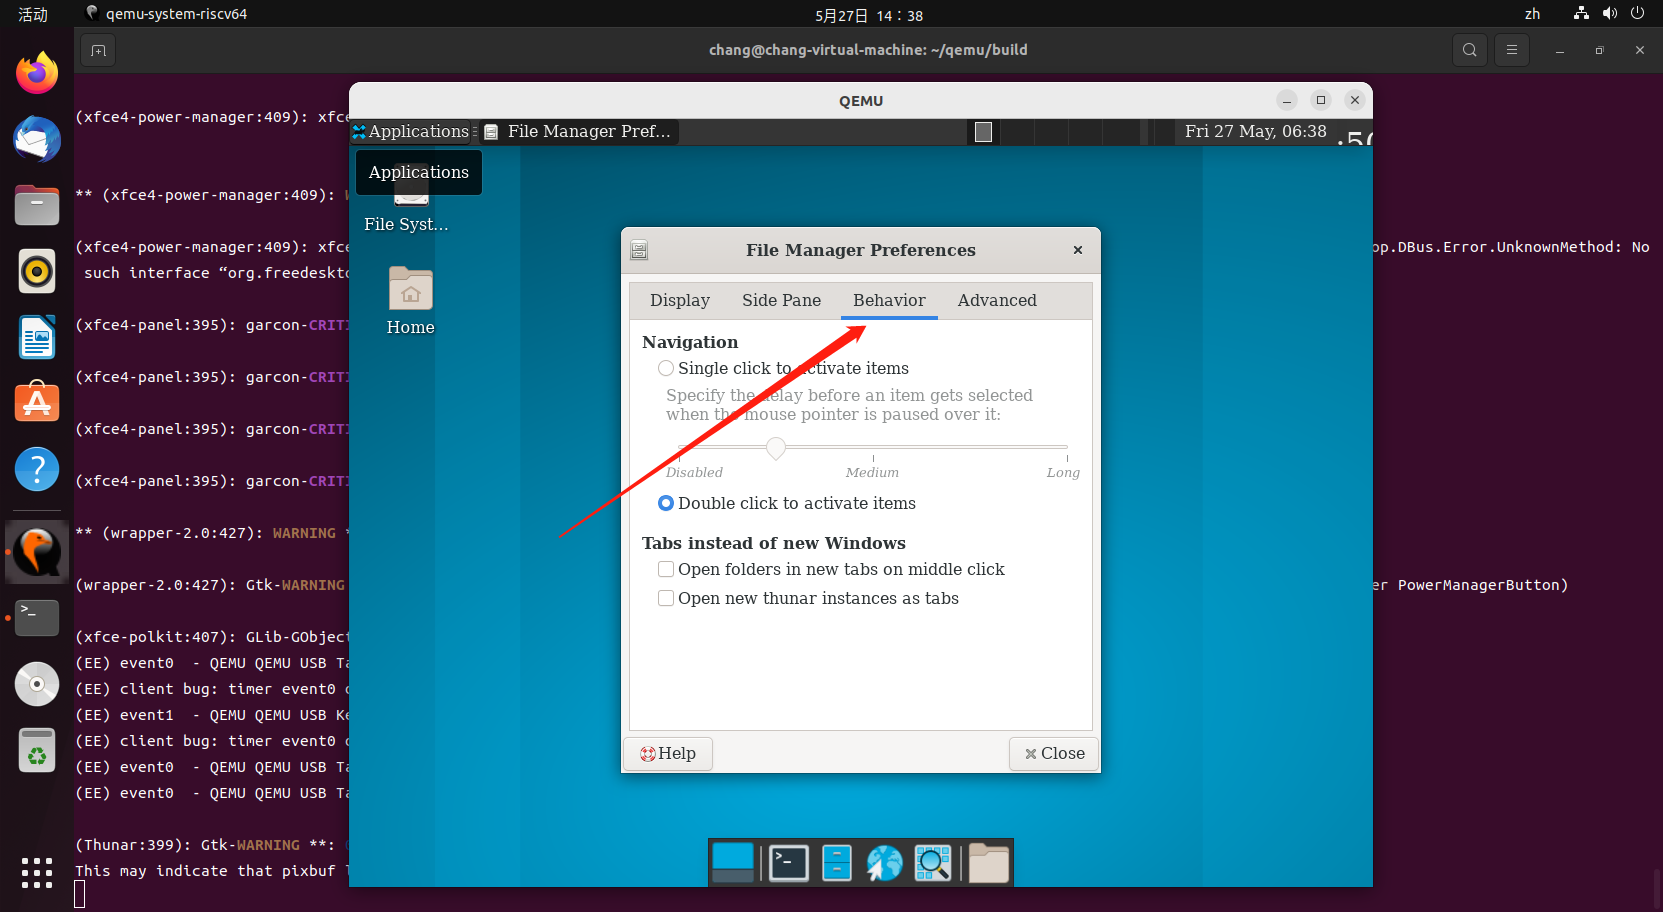 活动
qemu-system-riscv64
5月27日 14：38
zh
chang@chang-virtual-machine: ~/qemu/build
(xfce4-power-manager:409): xfce
** (xfce4-power-manager:409):
(xfce4-power-manager:409): xfce
op.DBus.Error.UnknownMethod: No
such interface “org.freedeskto
(xfce4-panel:395): garcon-CRITI
(xfce4-panel:395): garcon-CRITI
(xfce4-panel:395): garcon-CRITI
(xfce4-panel:395): garcon-CRITI
** (wrapper-2.0:427): WARNING *
(wrapper-2.0:427): Gtk-WARNING
er PowerManagerButton)
(xfce-polkit:407): GLib-GObject
(EE) event0 - QEMU QEMU USB Ta
(EE) client bug: timer event0
(EE) event1 - QEMU QEMU USB Ke
(EE) client bug: timer event0
(EE) event0 - QEMU QEMU USB Ta
(EE) event0 - QEMU QEMU USB Ta
(Thunar:399): Gtk-WARNING **:
This may indicate that pixbuf
QEMU
Applications
File Manager Pref...
Fri 27 May, 06:38
Applications
File Syst...
Home
File Manager Preferences
Display
Side Pane
Behavior
Advanced
Navigation
Single click to activate items
Specify the delay before an item gets selected
when the mouse pointer is paused over it:
Disabled
Medium
Long
Double click to activate items
Tabs instead of new Windows
Open folders in new tabs on middle click
Open new thunar instances as tabs
Help
Close